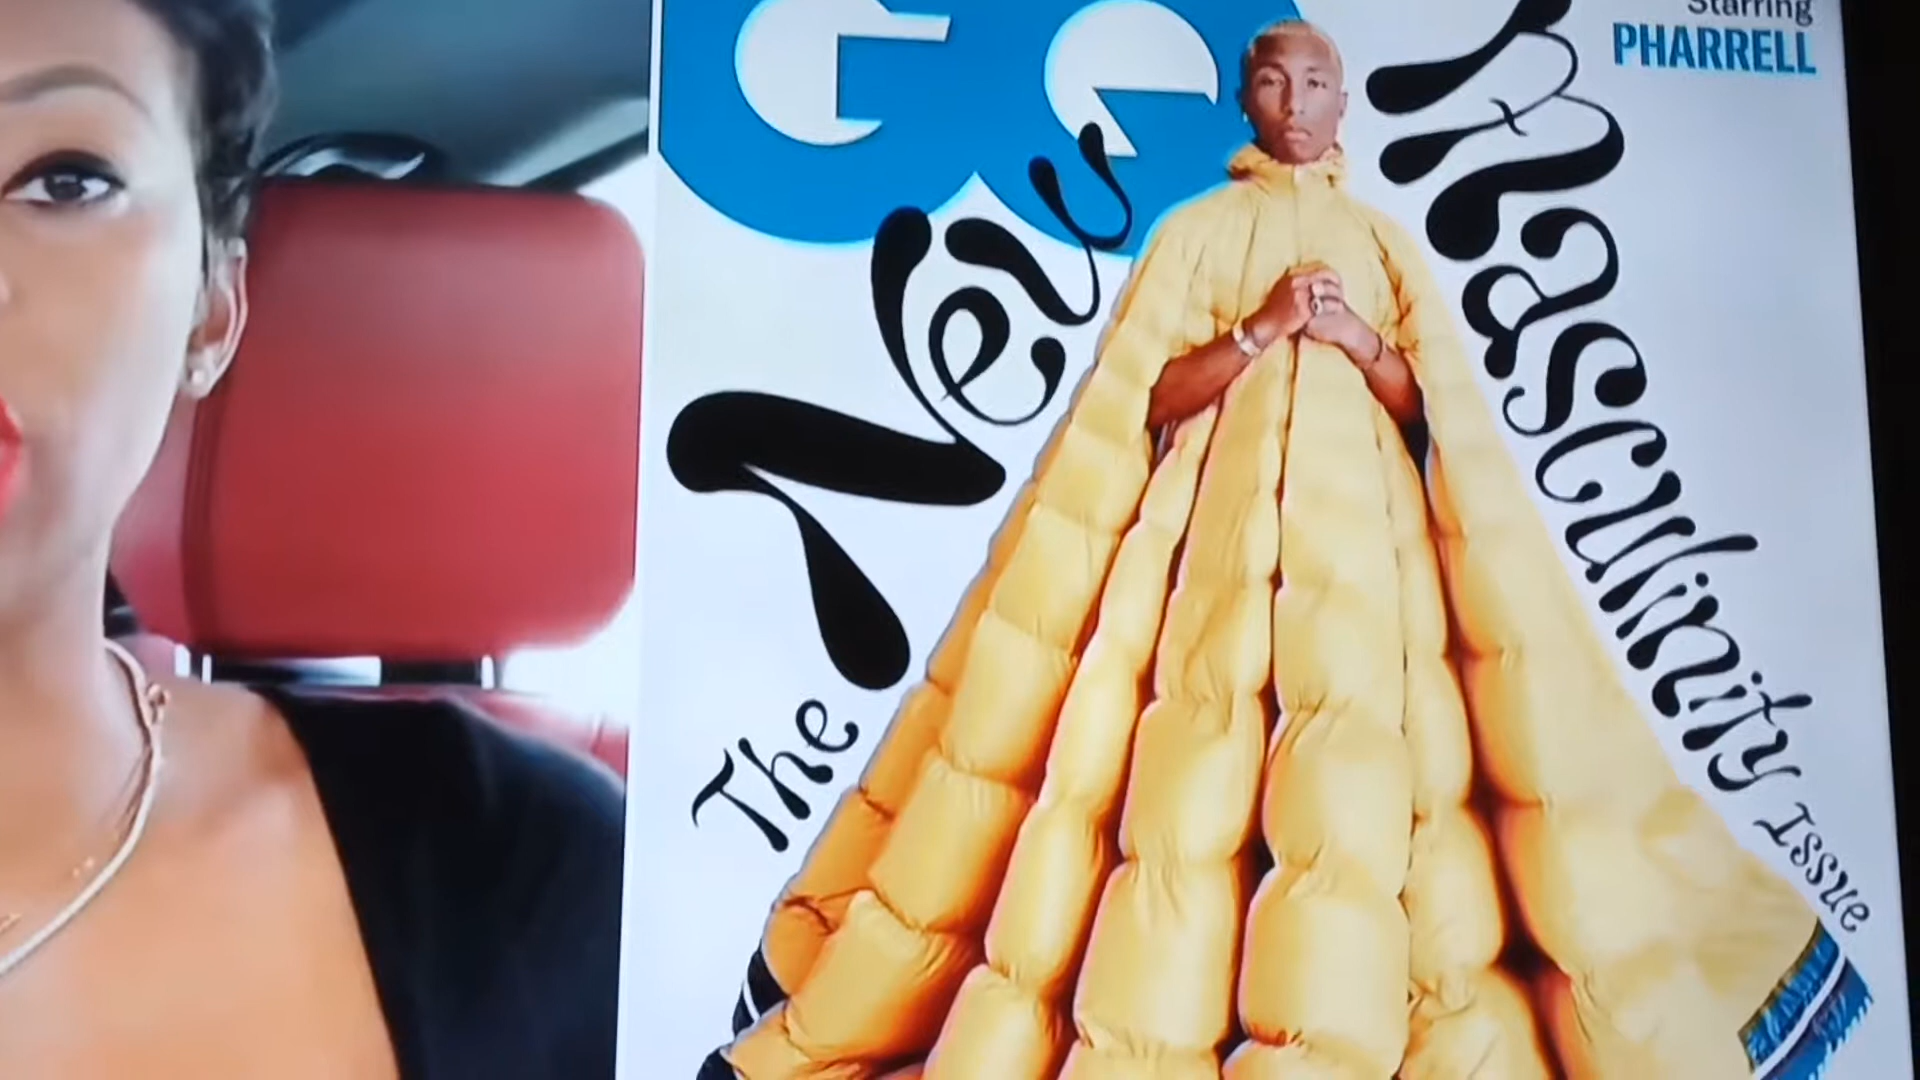 GQ
Starring
PHARRELL
The New
Masculinity
Issue